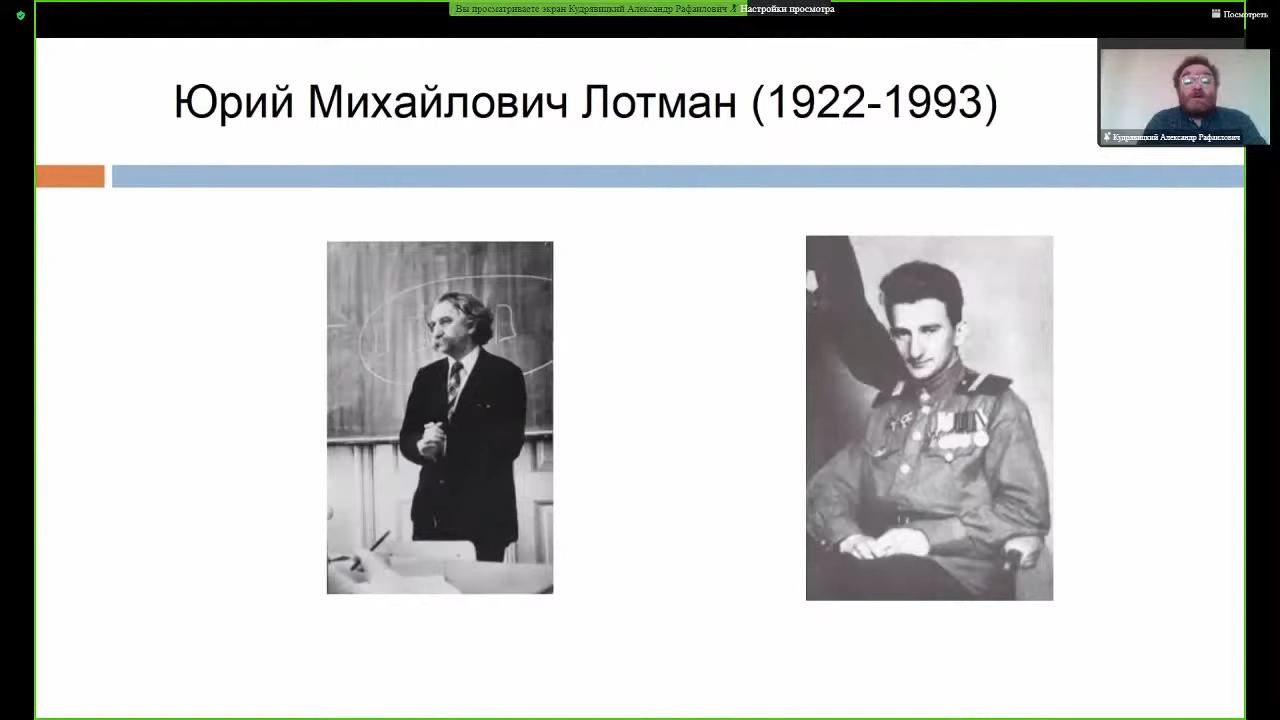 Вы просматриваете экран Кудрявицкий Александр Рафаилович
Настройки просмотра
Посмотреть
Юрий Михайлович Лотман (1922-1993)
Кудрявицкий Александр Рафаилович